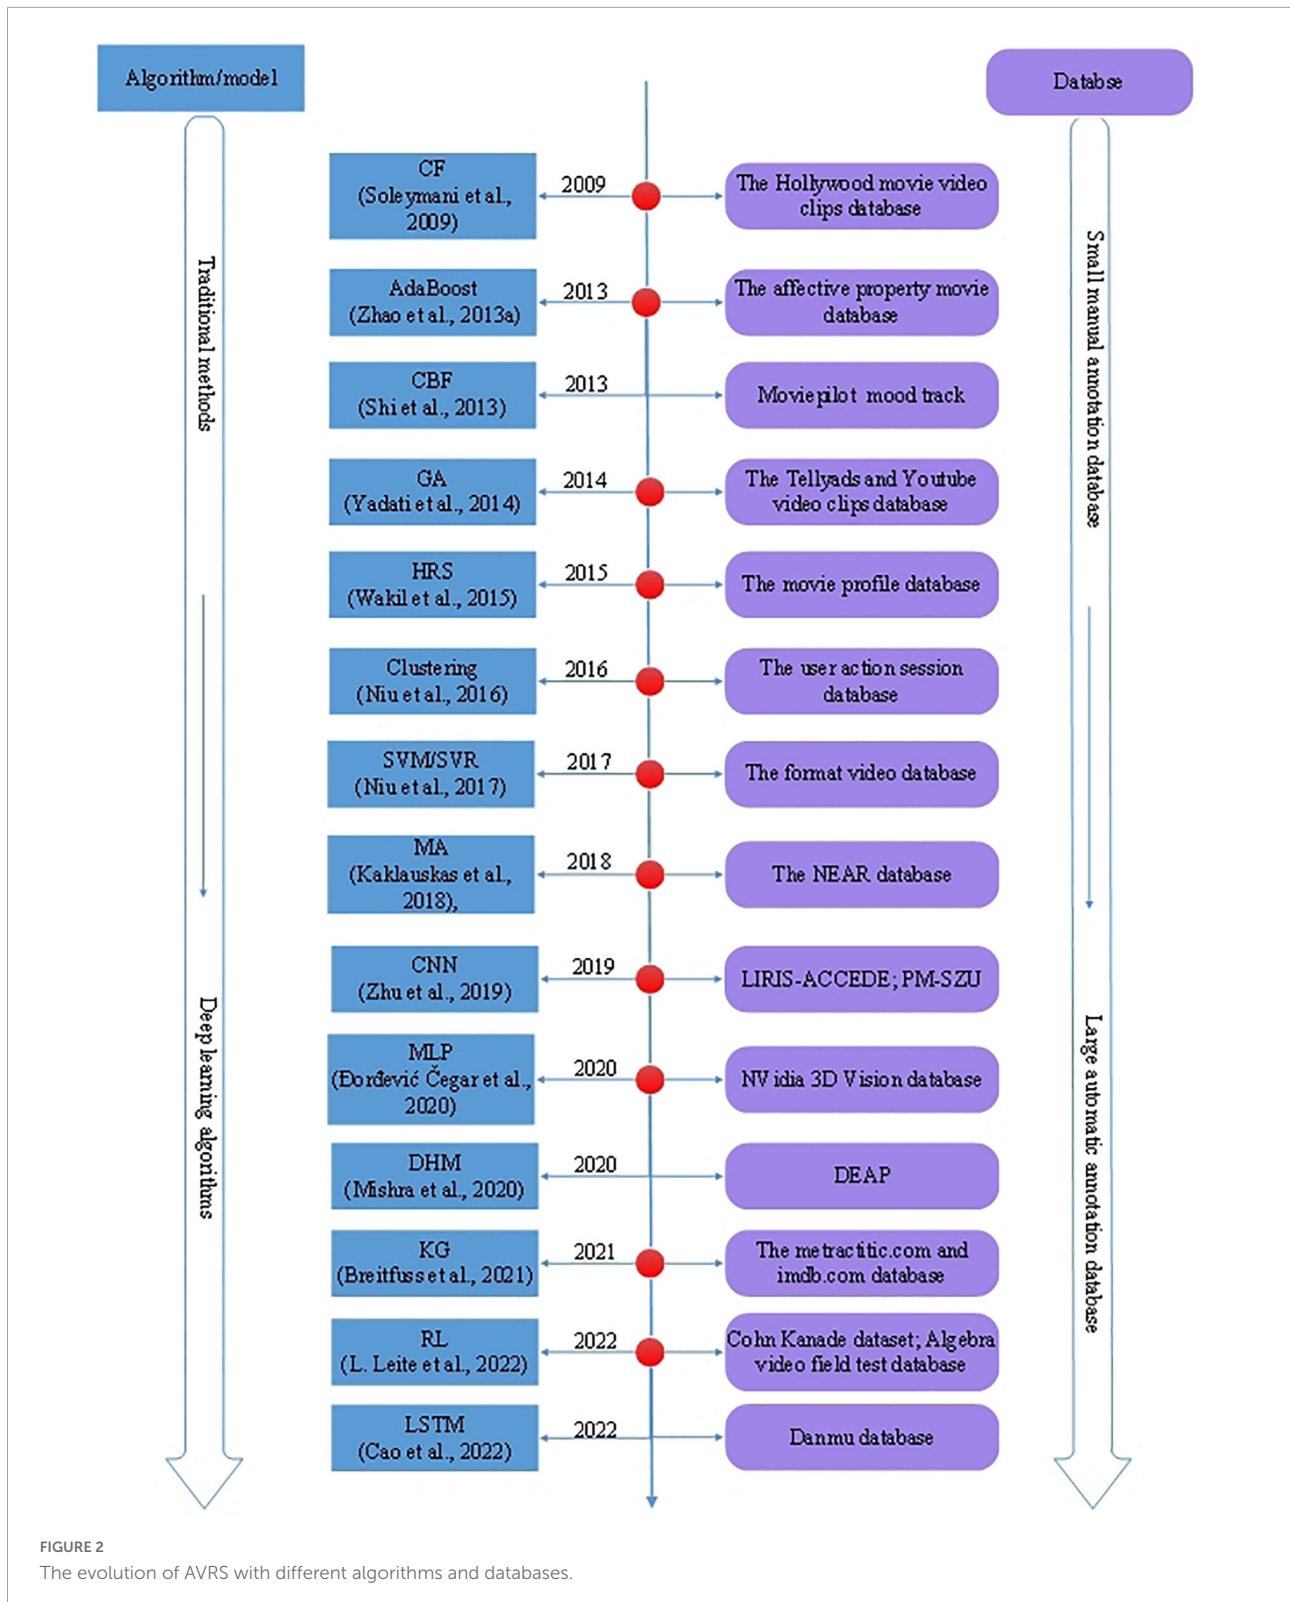 Algorithm/model
Databse
CF
(Soleymani et al.,
2009)
2009
The Hollywood movie video
clips database
AdaBoost
(Zhao et al., 2013a)
2013
The affective property movie
database
CBF
(Shi et al., 2013)
2013
Moviepilot mood track
GA
(Yadati et al., 2014)
2014
The Tellyads and Youtube
video clips database
HRS
(Wakil et al., 2015)
2015
The movie profile database
Clustering
(Niu et al., 2016)
2016
The user action session
database
SVM/SVR
(Niu et al., 2017)
2017
The format video database
MA
(Kaklauskas et al.,
2018),
2018
The NEAR database
CNN
(Zhu et al., 2019)
2019
LIRIS-ACCEDE; PM-SZU
MLP
(Đorđević Čegar et al.,
2020)
2020
NVidia 3D Vision database
DHM
(Mishra et al., 2020)
2020
DEAP
KG
(Breitfuss et al., 2021)
2021
The metractitic.com and
imdb.com database
RL
(L. Leite et al., 2022)
2022
Cohn Kanade dataset; Algebra
video field test database
LSTM
(Cao et al., 2022)
2022
Danmu database
Traditional methods
Deep learning algorithms
Small manual annotation database
Large automatic annotation database
FIGURE 2
The evolution of AVRS with different algorithms and databases.